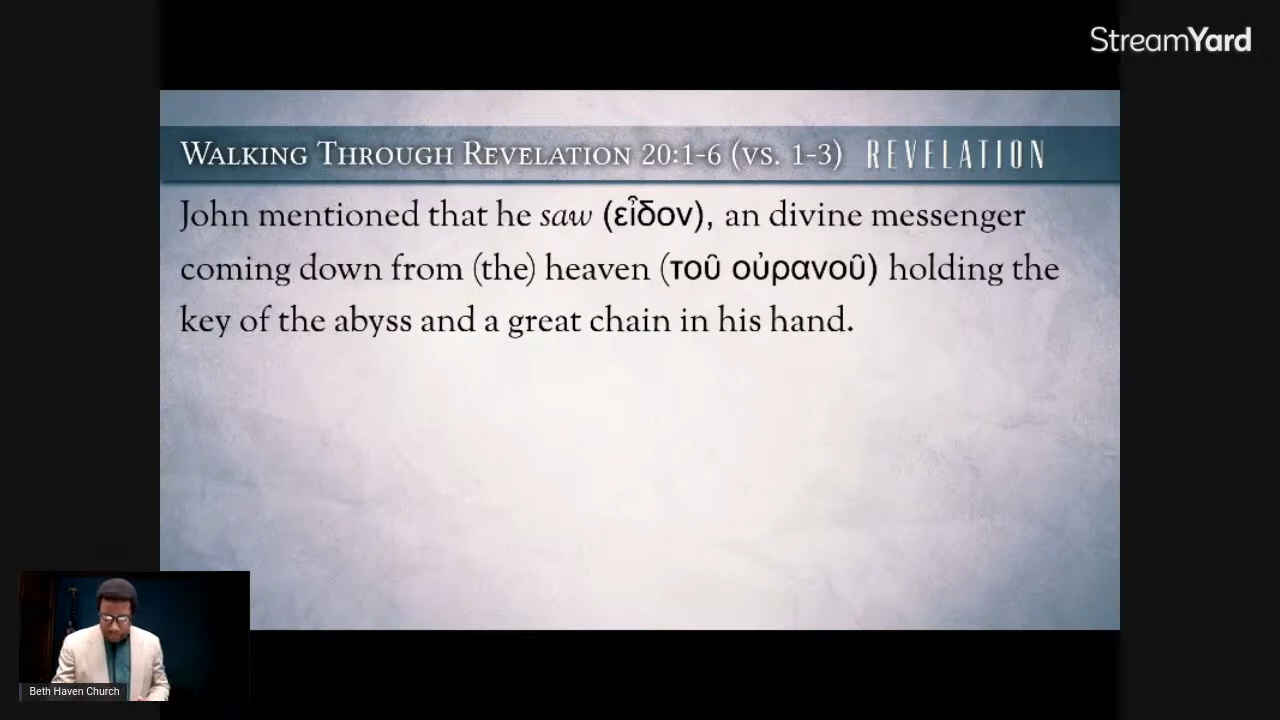 StreamYard
WALKING THROUGH REVELATION 20:1-6 (VS. 1-3) REVELATION
John mentioned that he saw (εἶδον), an divine messenger
coming down from (the) heaven (τοῦ οὐρανοῦ) holding the
key of the abyss and a great chain in his hand.
Beth Haven Church